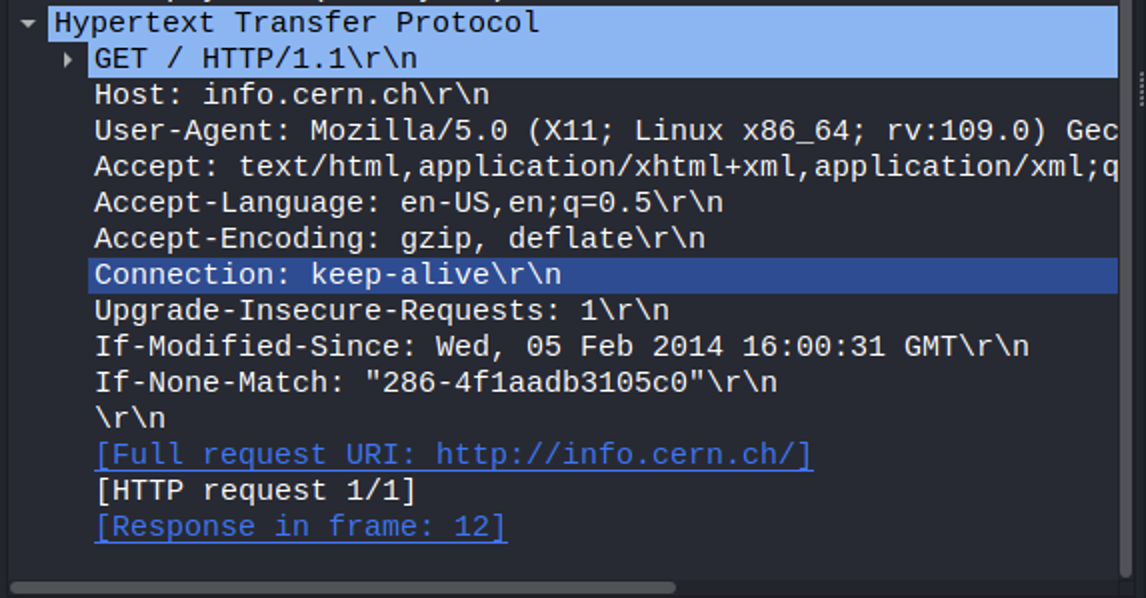 Hypertext Transfer Protocol
GET / HTTP/1.1\r\n
Host: info.cern.ch\r\n
User-Agent: Mozilla/5.0 (X11; Linux x86_64; rv:109.0) Gec
Accept: text/html,application/xhtml+xml,application/xml;q
Accept-Language: en-US,en;q=0.5\r\n
Accept-Encoding: gzip, deflate\r\n
Connection: keep-alive\r\n
Upgrade-Insecure-Requests: 1\r\n
If-Modified-Since: Wed, 05 Feb 2014 16:00:31 GMT\r\n
If-None-Match: "286-4f1aadb3105c0"\r\n
\r\n
[Full request URI: http://info.cern.ch/]
[HTTP request 1/1]
[Response in frame: 12]